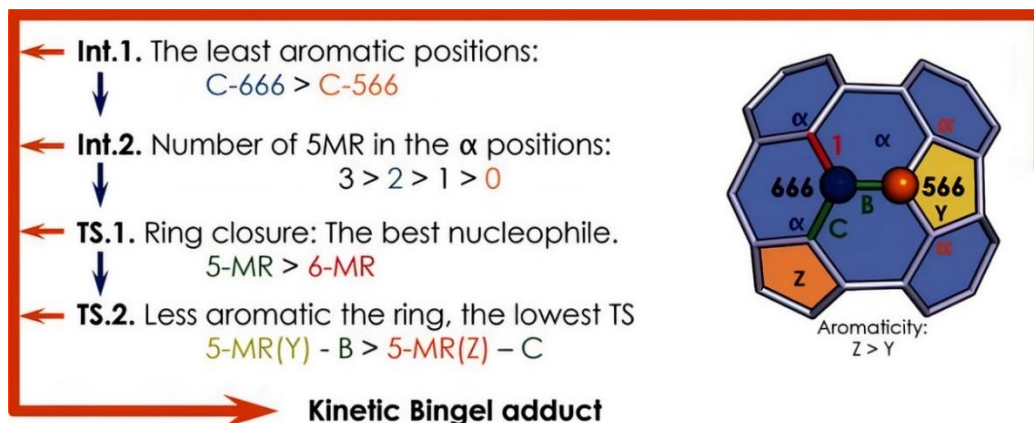 Int.1. The least aromatic positions:
C-666 > C-566
Int.2. Number of 5MR in the α positions:
3 > 2 > 1 > 0
TS.1. Ring closure: The best nucleophile.
5-MR > 6-MR
TS.2. Less aromatic the ring, the lowest TS
5-MR(Y) - B > 5-MR(Z) – C
Kinetic Bingel adduct
α
α
1
α
666
566
B
Y
α
C
α
Z
Aromaticity:
Z > Y